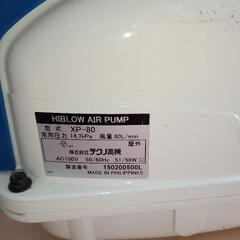 HIBLOW AIR PUMP
型式 XP-80
常用圧力 14.7kPa 風量 80L/min
屋外
株式会社テクノ高槻
AC100V 50/60Hz 51/58W
製造番号 150200500L
MADE IN PHILIPPINES